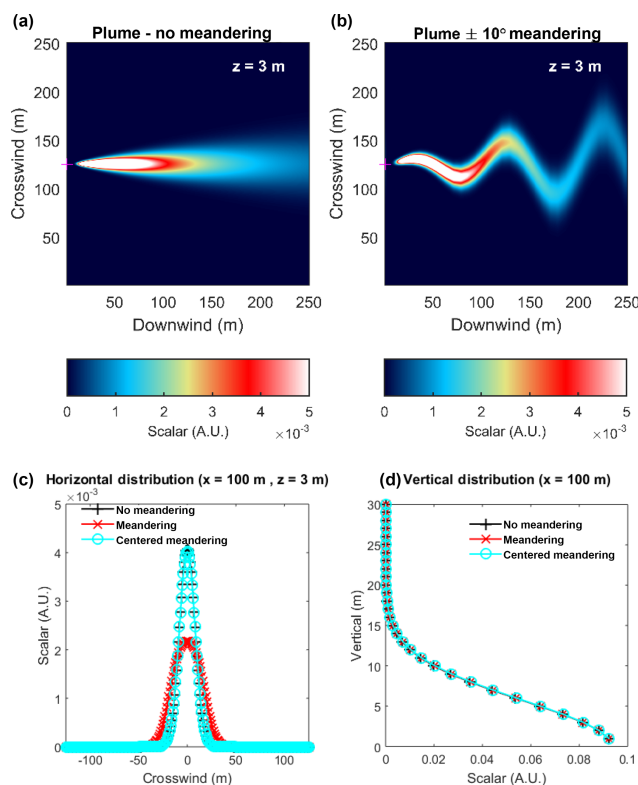 (a)
Plume - no meandering
250
200
150
100
50
Crosswind (m)
z = 3 m
50 100 150 200 250
Downwind (m)
0 1 2 3 4 5
Scalar (A.U.)
×10⁻³
(b)
Plume ± 10° meandering
250
200
150
100
50
Crosswind (m)
z = 3 m
50 100 150 200 250
Downwind (m)
0 1 2 3 4 5
Scalar (A.U.)
×10⁻³
(c) Horizontal distribution (x = 100 m , z = 3 m)
×10⁻³
5
4
3
2
1
0
Scalar (A.U.)
No meandering
Meandering
Centered meandering
-100 -50 0 50 100
Crosswind (m)
(d) Vertical distribution (x = 100 m)
30
25
20
15
10
5
0
Vertical (m)
No meandering
Meandering
Centered meandering
0 0.02 0.04 0.06 0.08 0.1
Scalar (A.U.)